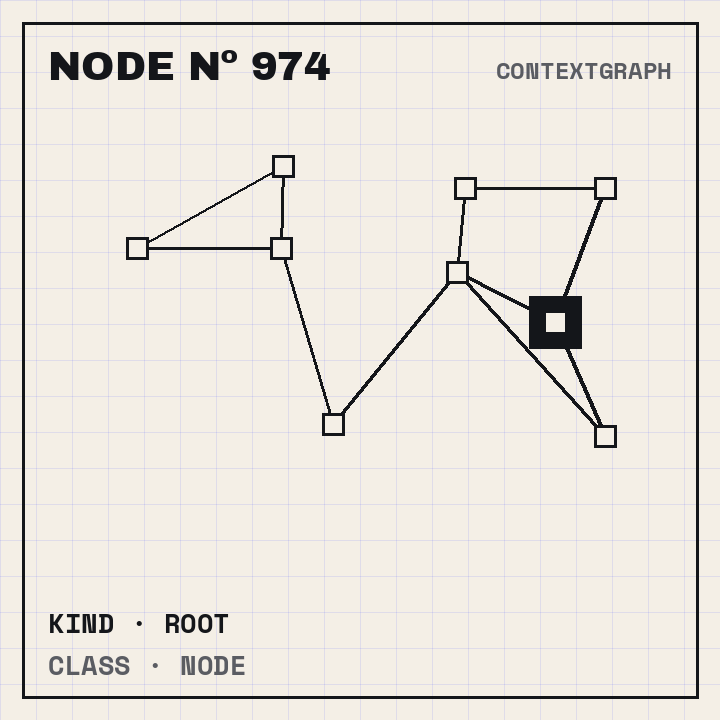 NODE Nº 974
CONTEXTGRAPH
KIND · ROOT
CLASS · NODE